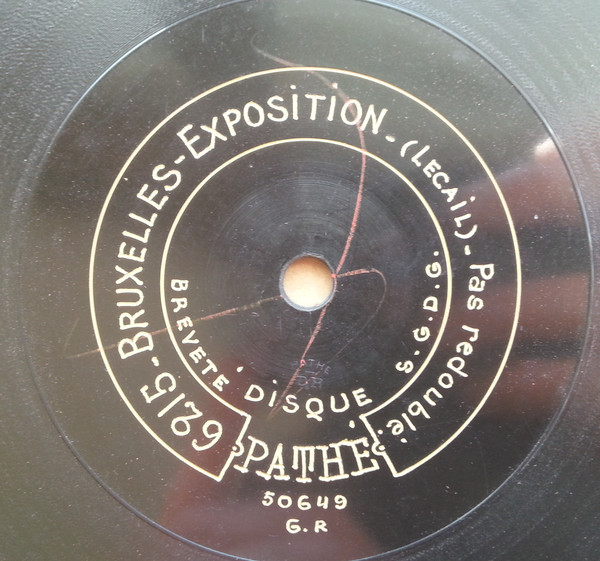 6215 - BRUXELLES - EXPOSiTiON - (LECAiL) - Pas redoublé.
BREVETÉ DiSQUE S.G.D.G.
PATHÉ
50649
G.R